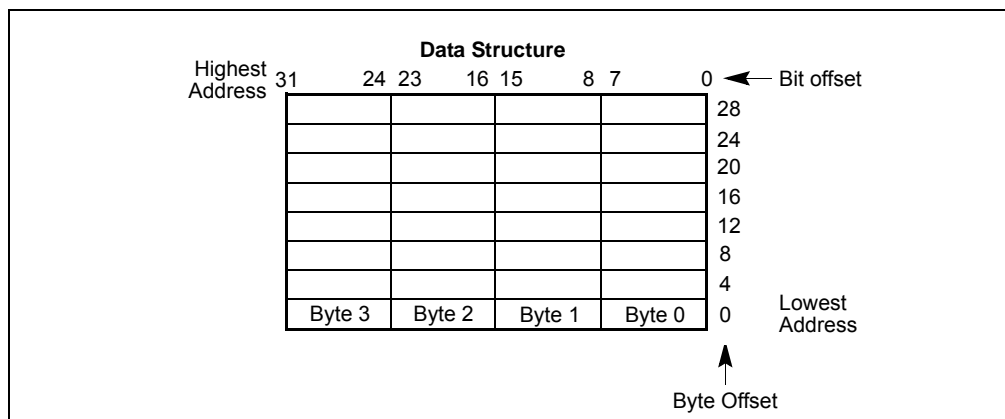 Data Structure
Highest
Address
31 24 23 16 15 8 7 0
Bit offset
28
24
20
16
12
8
4
Byte 3 Byte 2 Byte 1 Byte 0 0
Lowest
Address
Byte Offset